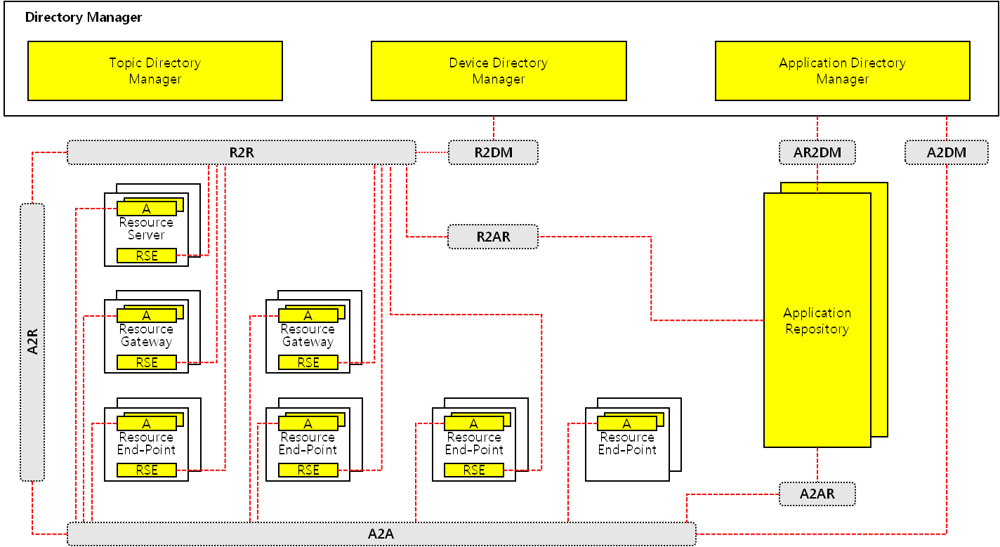 Directory Manager
Topic Directory
Manager
Device Directory
Manager
Application Directory
Manager
R2R
R2DM
AR2DM
A2DM
A
Resource
Server
RSE
R2AR
A2R
A
Resource
Gateway
RSE
A
Resource
Gateway
RSE
Application
Repository
A
Resource
End-Point
RSE
A
Resource
End-Point
RSE
A
Resource
End-Point
RSE
A
Resource
End-Point
A2AR
A2A